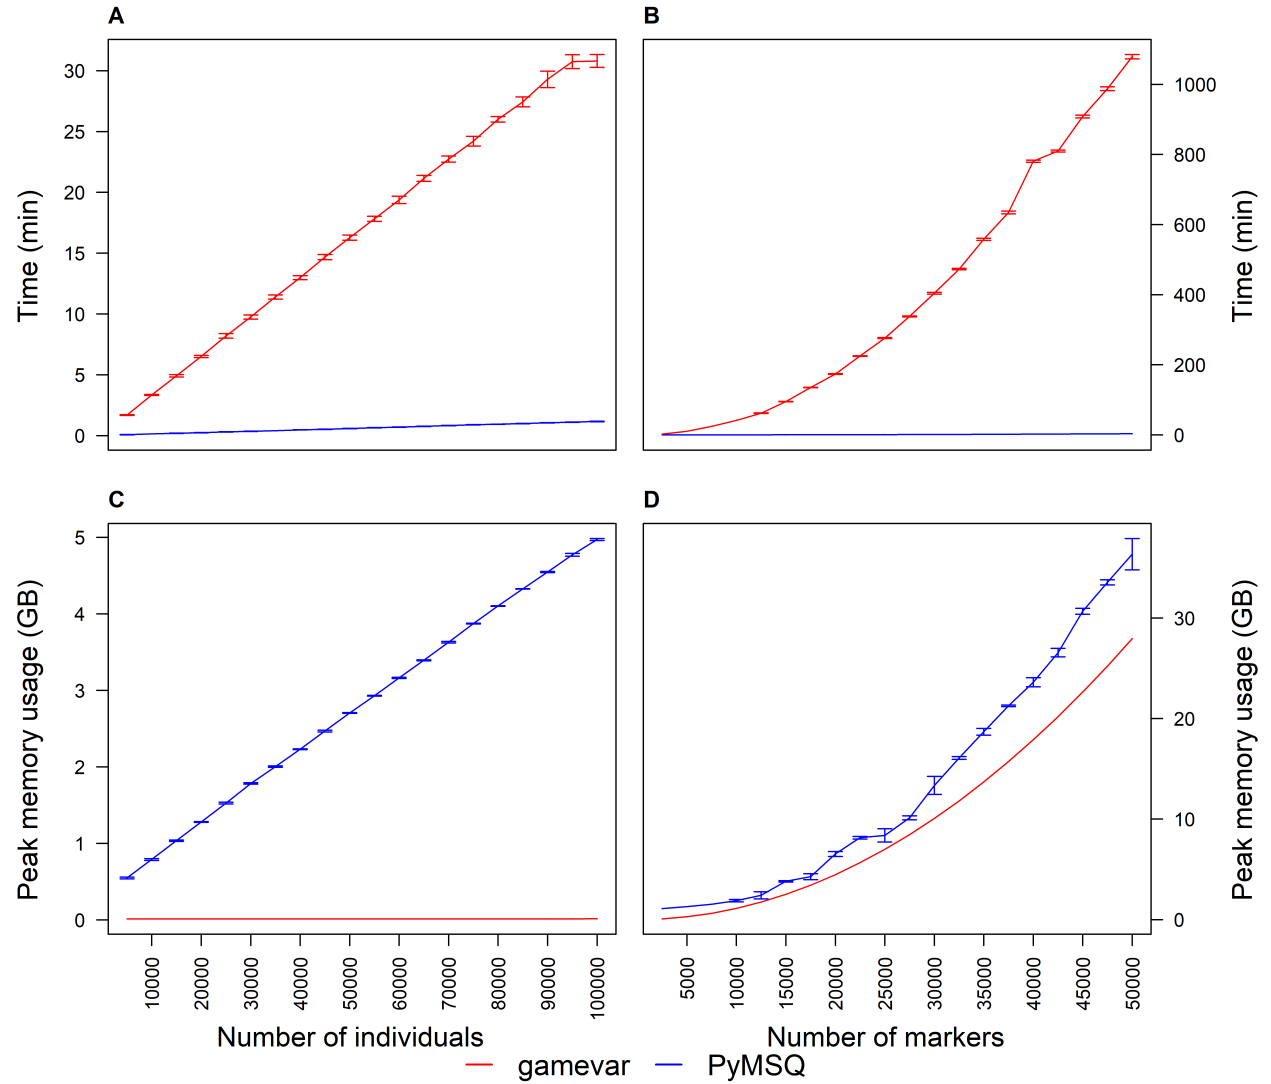 A
B
30
25
20
15
10
5
0
Time (min)
1000
800
600
400
200
0
Time (min)
C
D
5
4
3
2
1
0
Peak memory usage (GB)
30
20
10
0
Peak memory usage (GB)
10000 20000 30000 40000 50000 60000 70000 80000 90000 100000
5000 10000 15000 20000 25000 30000 35000 40000 45000 50000
Number of individuals
Number of markers
gamevar PyMSQ